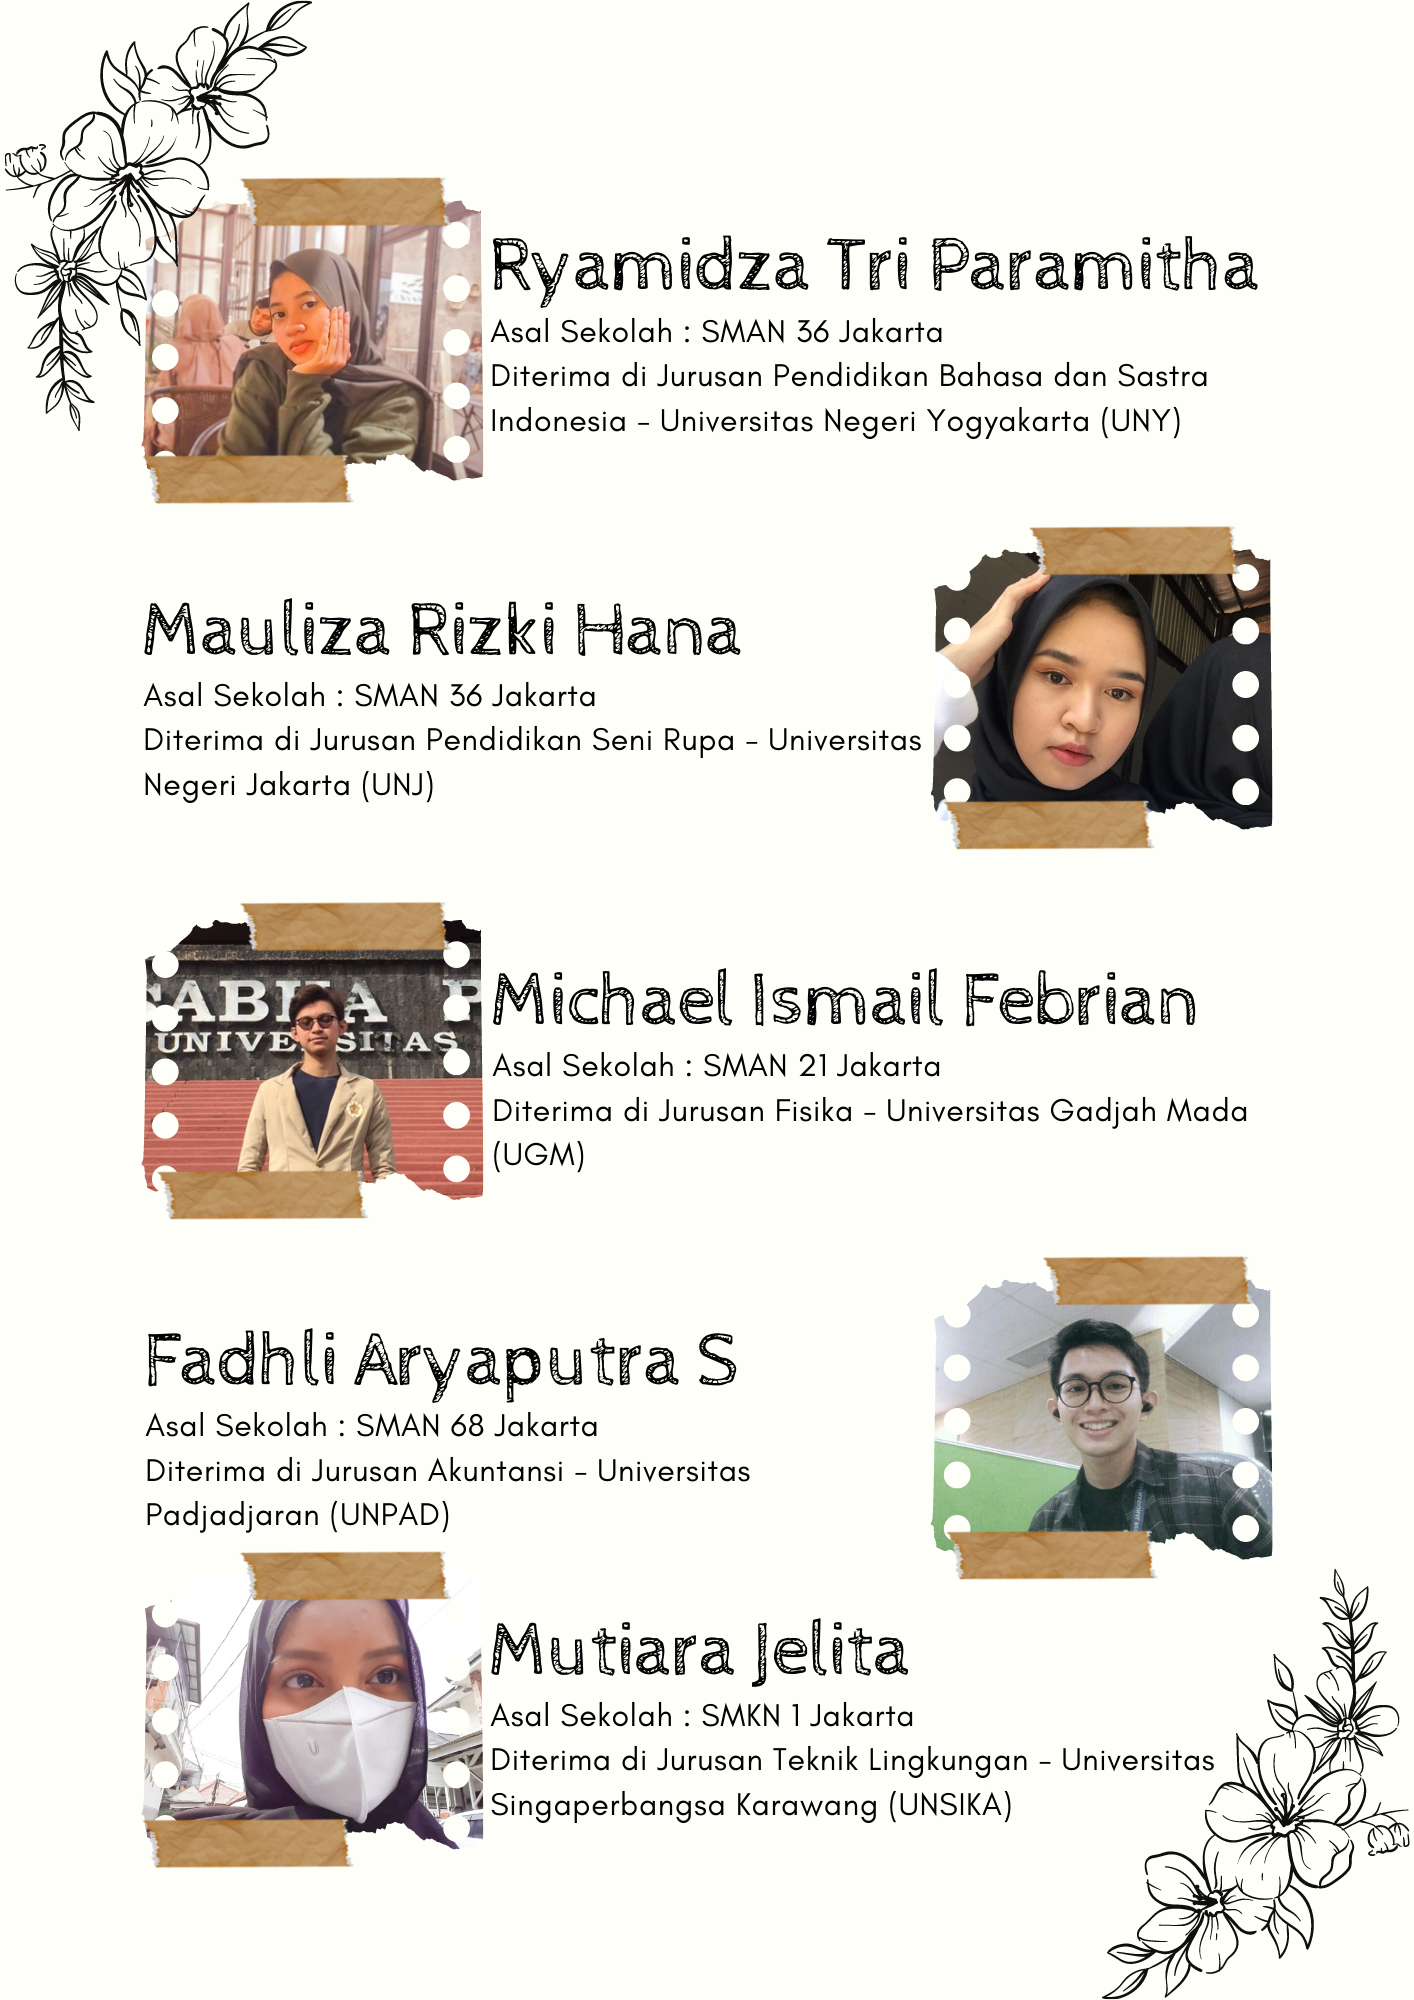 Ryamidza Tri Paramitha
Asal Sekolah : SMAN 36 Jakarta
Diterima di Jurusan Pendidikan Bahasa dan Sastra
Indonesia - Universitas Negeri Yogyakarta (UNY)
Mauliza Rizki Hana
Asal Sekolah : SMAN 36 Jakarta
Diterima di Jurusan Pendidikan Seni Rupa - Universitas
Negeri Jakarta (UNJ)
UNIVERSITAS
Michael Ismail Febrian
Asal Sekolah : SMAN 21 Jakarta
Diterima di Jurusan Fisika - Universitas Gadjah Mada
(UGM)
Fadhli Aryaputra S
Asal Sekolah : SMAN 68 Jakarta
Diterima di Jurusan Akuntansi - Universitas
Padjadjaran (UNPAD)
Mutiara Jelita
Asal Sekolah : SMKN 1 Jakarta
Diterima di Jurusan Teknik Lingkungan - Universitas
Singaperbangsa Karawang (UNSIKA)